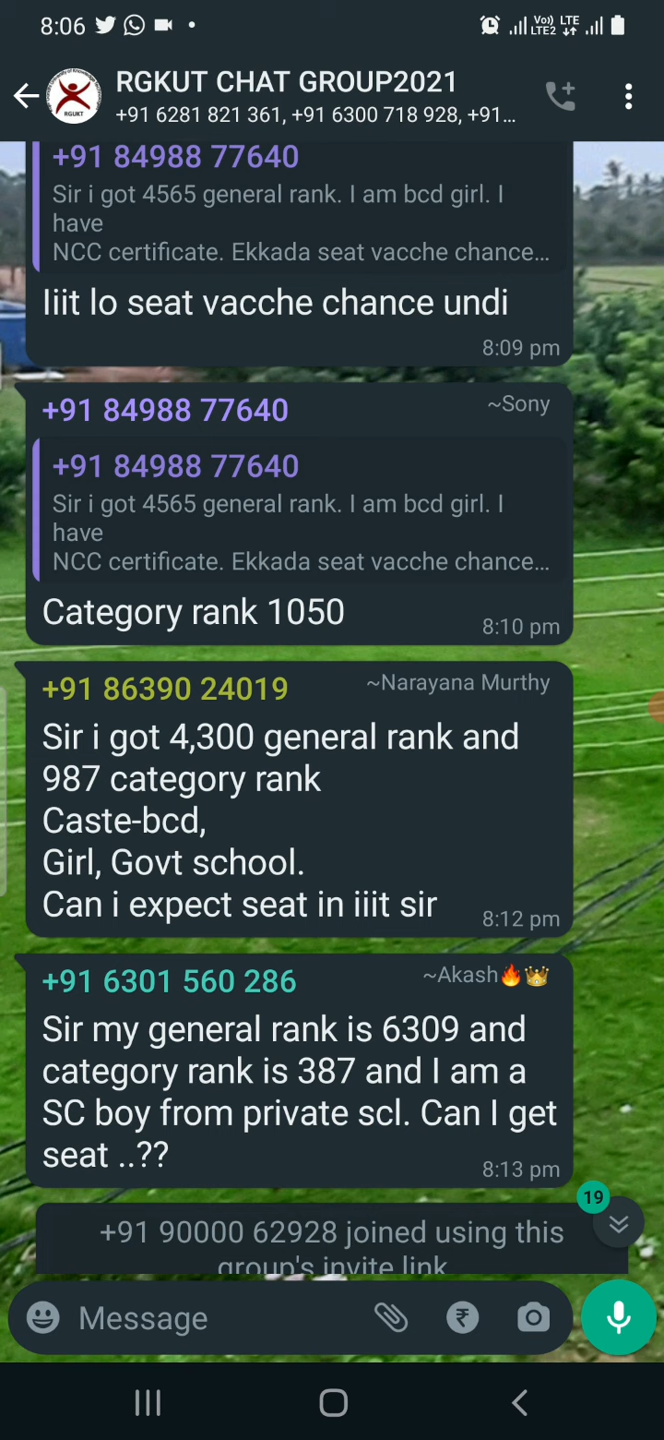 8:06
Vo)) LTE
LTE2
RGKUT CHAT GROUP2021
+91 6281 821 361, +91 6300 718 928, +91...
RGUKT
+91 84988 77640
Sir i got 4565 general rank. I am bcd girl. I
have
NCC certificate. Ekkada seat vacche chance...
Iiit lo seat vacche chance undi
8:09 pm
+91 84988 77640 ~Sony
+91 84988 77640
Sir i got 4565 general rank. I am bcd girl. I
have
NCC certificate. Ekkada seat vacche chance...
Category rank 1050
8:10 pm
+91 86390 24019 ~Narayana Murthy
Sir i got 4,300 general rank and
987 category rank
Caste-bcd,
Girl, Govt school.
Can i expect seat in iiit sir
8:12 pm
+91 6301 560 286 ~Akash🔥👑
Sir my general rank is 6309 and
category rank is 387 and I am a
SC boy from private scl. Can I get
seat ..??
8:13 pm
19
+91 90000 62928 joined using this
group's invite link
Message